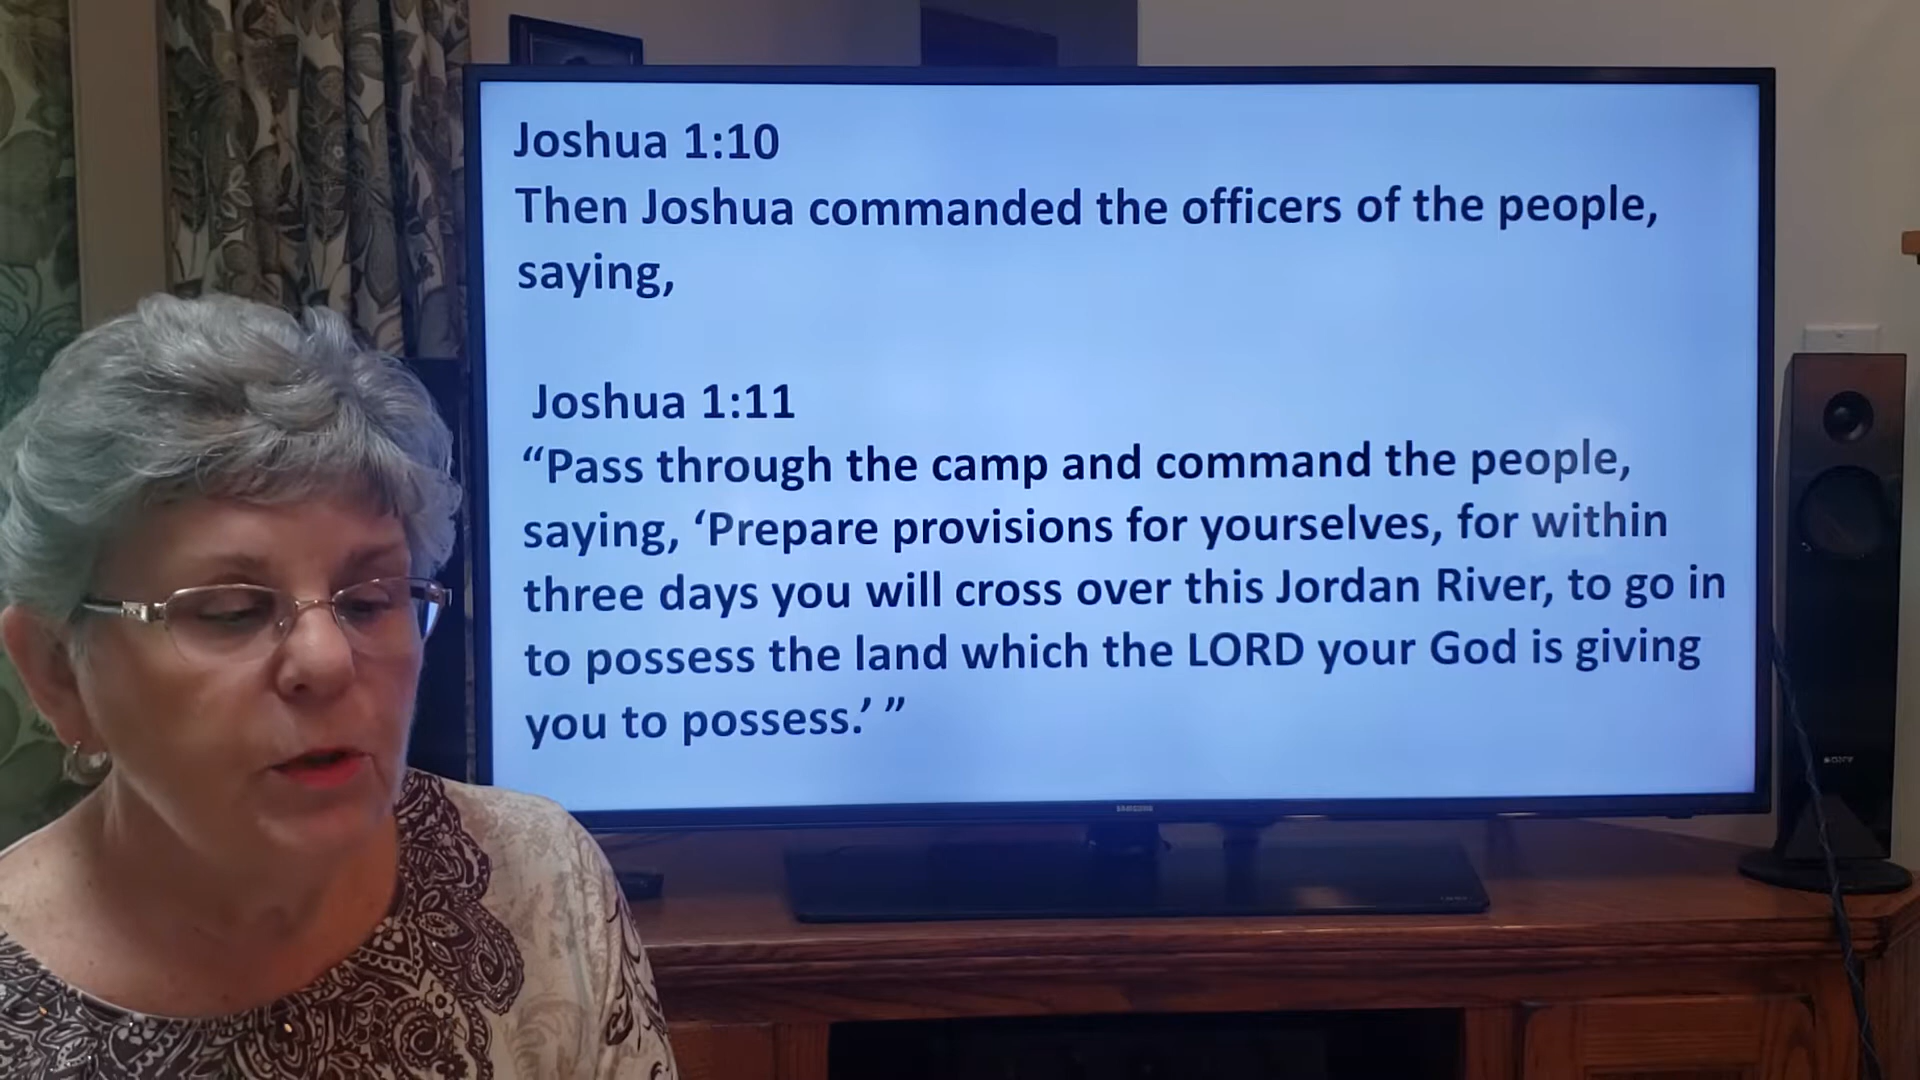 Joshua 1:10
Then Joshua commanded the officers of the people,
saying,
Joshua 1:11
“Pass through the camp and command the people,
saying, ‘Prepare provisions for yourselves, for within
three days you will cross over this Jordan River, to go in
to possess the land which the LORD your God is giving
you to possess.’ ”
SAMSUNG
SONY